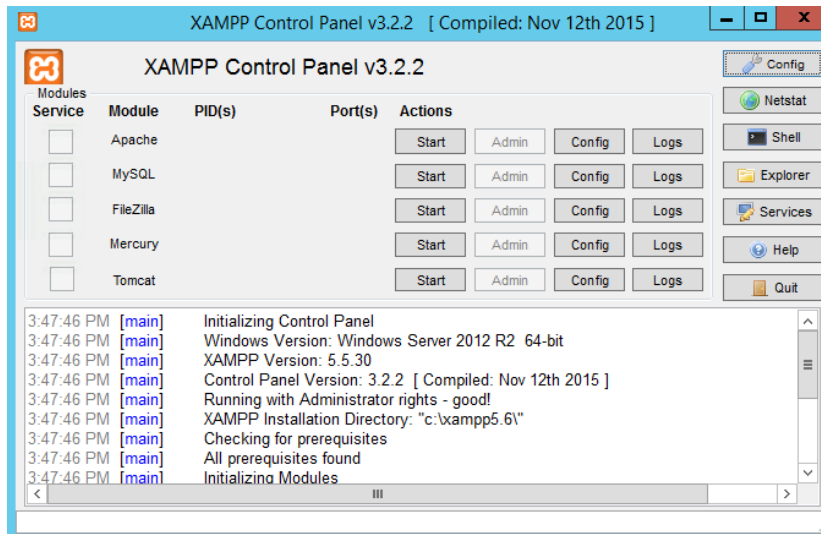 XAMPP Control Panel v3.2.2 [ Compiled: Nov 12th 2015 ]
XAMPP Control Panel v3.2.2
Config
Modules
Netstat
Service Module PID(s) Port(s) Actions
Apache Start Admin Config Logs
Shell
MySQL Start Admin Config Logs
Explorer
FileZilla Start Admin Config Logs
Services
Mercury Start Admin Config Logs
Help
Tomcat Start Admin Config Logs
Quit
3:47:46 PM [main] Initializing Control Panel
3:47:46 PM [main] Windows Version: Windows Server 2012 R2 64-bit
3:47:46 PM [main] XAMPP Version: 5.5.30
3:47:46 PM [main] Control Panel Version: 3.2.2 [ Compiled: Nov 12th 2015 ]
3:47:46 PM [main] Running with Administrator rights - good!
3:47:46 PM [main] XAMPP Installation Directory: "c:\xampp5.6\"
3:47:46 PM [main] Checking for prerequisites
3:47:46 PM [main] All prerequisites found
3:47:46 PM [main] Initializing Modules